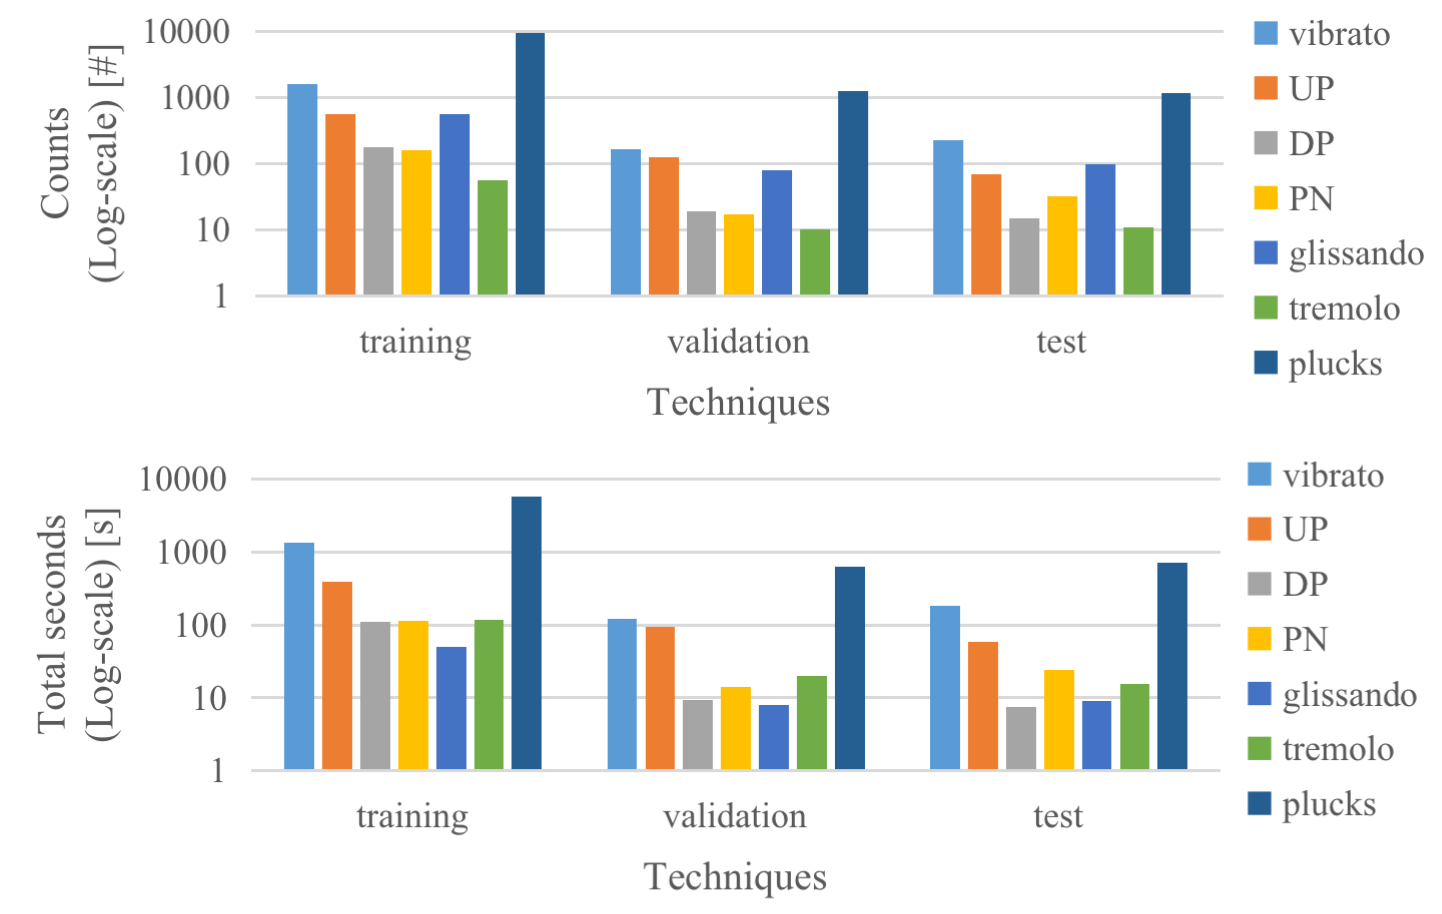 Counts
(Log-scale) [#]
10000
1000
100
10
1
training
validation
test
Techniques
vibrato
UP
DP
PN
glissando
tremolo
plucks
Total seconds
(Log-scale) [s]
10000
1000
100
10
1
training
validation
test
Techniques
vibrato
UP
DP
PN
glissando
tremolo
plucks